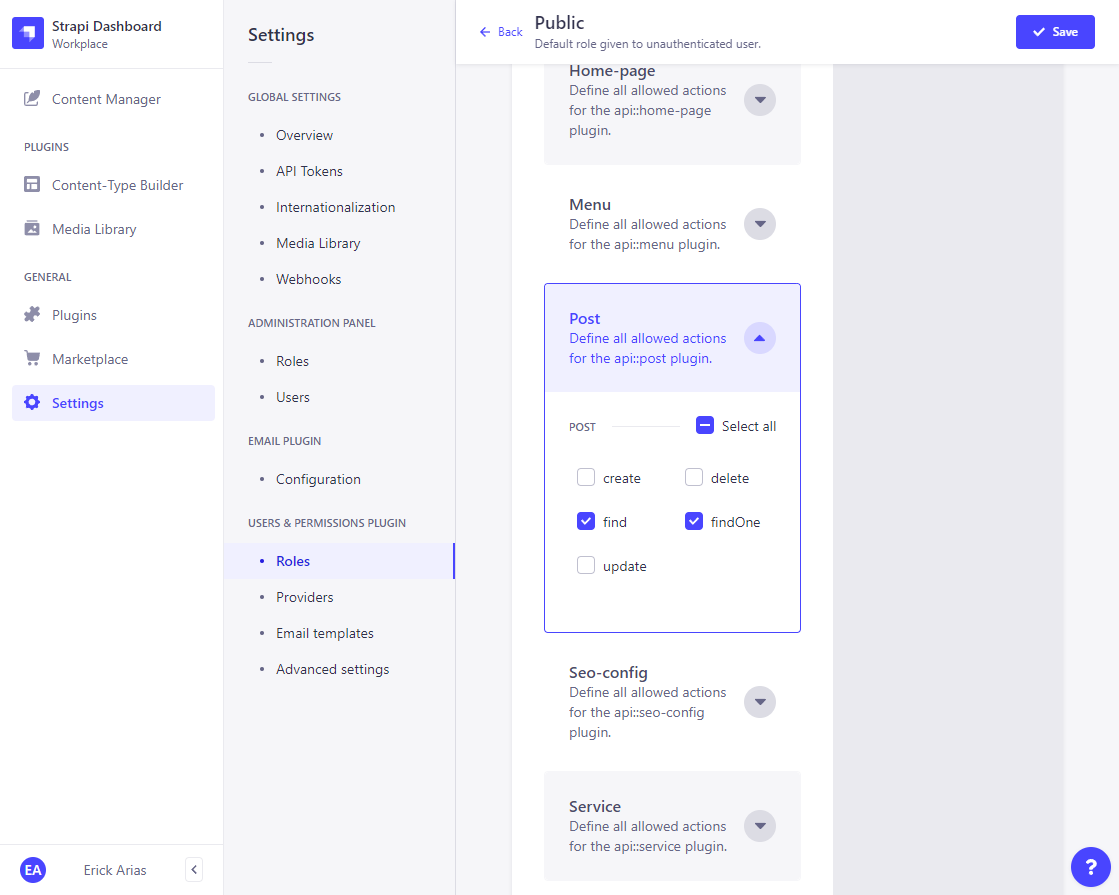 Strapi Dashboard
Workplace
Content Manager
PLUGINS
Content-Type Builder
Media Library
GENERAL
Plugins
Marketplace
Settings
EA
Erick Arias
Settings
GLOBAL SETTINGS
Overview
API Tokens
Internationalization
Media Library
Webhooks
ADMINISTRATION PANEL
Roles
Users
EMAIL PLUGIN
Configuration
USERS & PERMISSIONS PLUGIN
Roles
Providers
Email templates
Advanced settings
Back
Public
Default role given to unauthenticated user.
Save
Home-page
Define all allowed actions
for the api::home-page
plugin.
Menu
Define all allowed actions
for the api::menu plugin.
Post
Define all allowed actions
for the api::post plugin.
POST
Select all
create
delete
find
findOne
update
Seo-config
Define all allowed actions
for the api::seo-config
plugin.
Service
Define all allowed actions
for the api::service plugin.
?